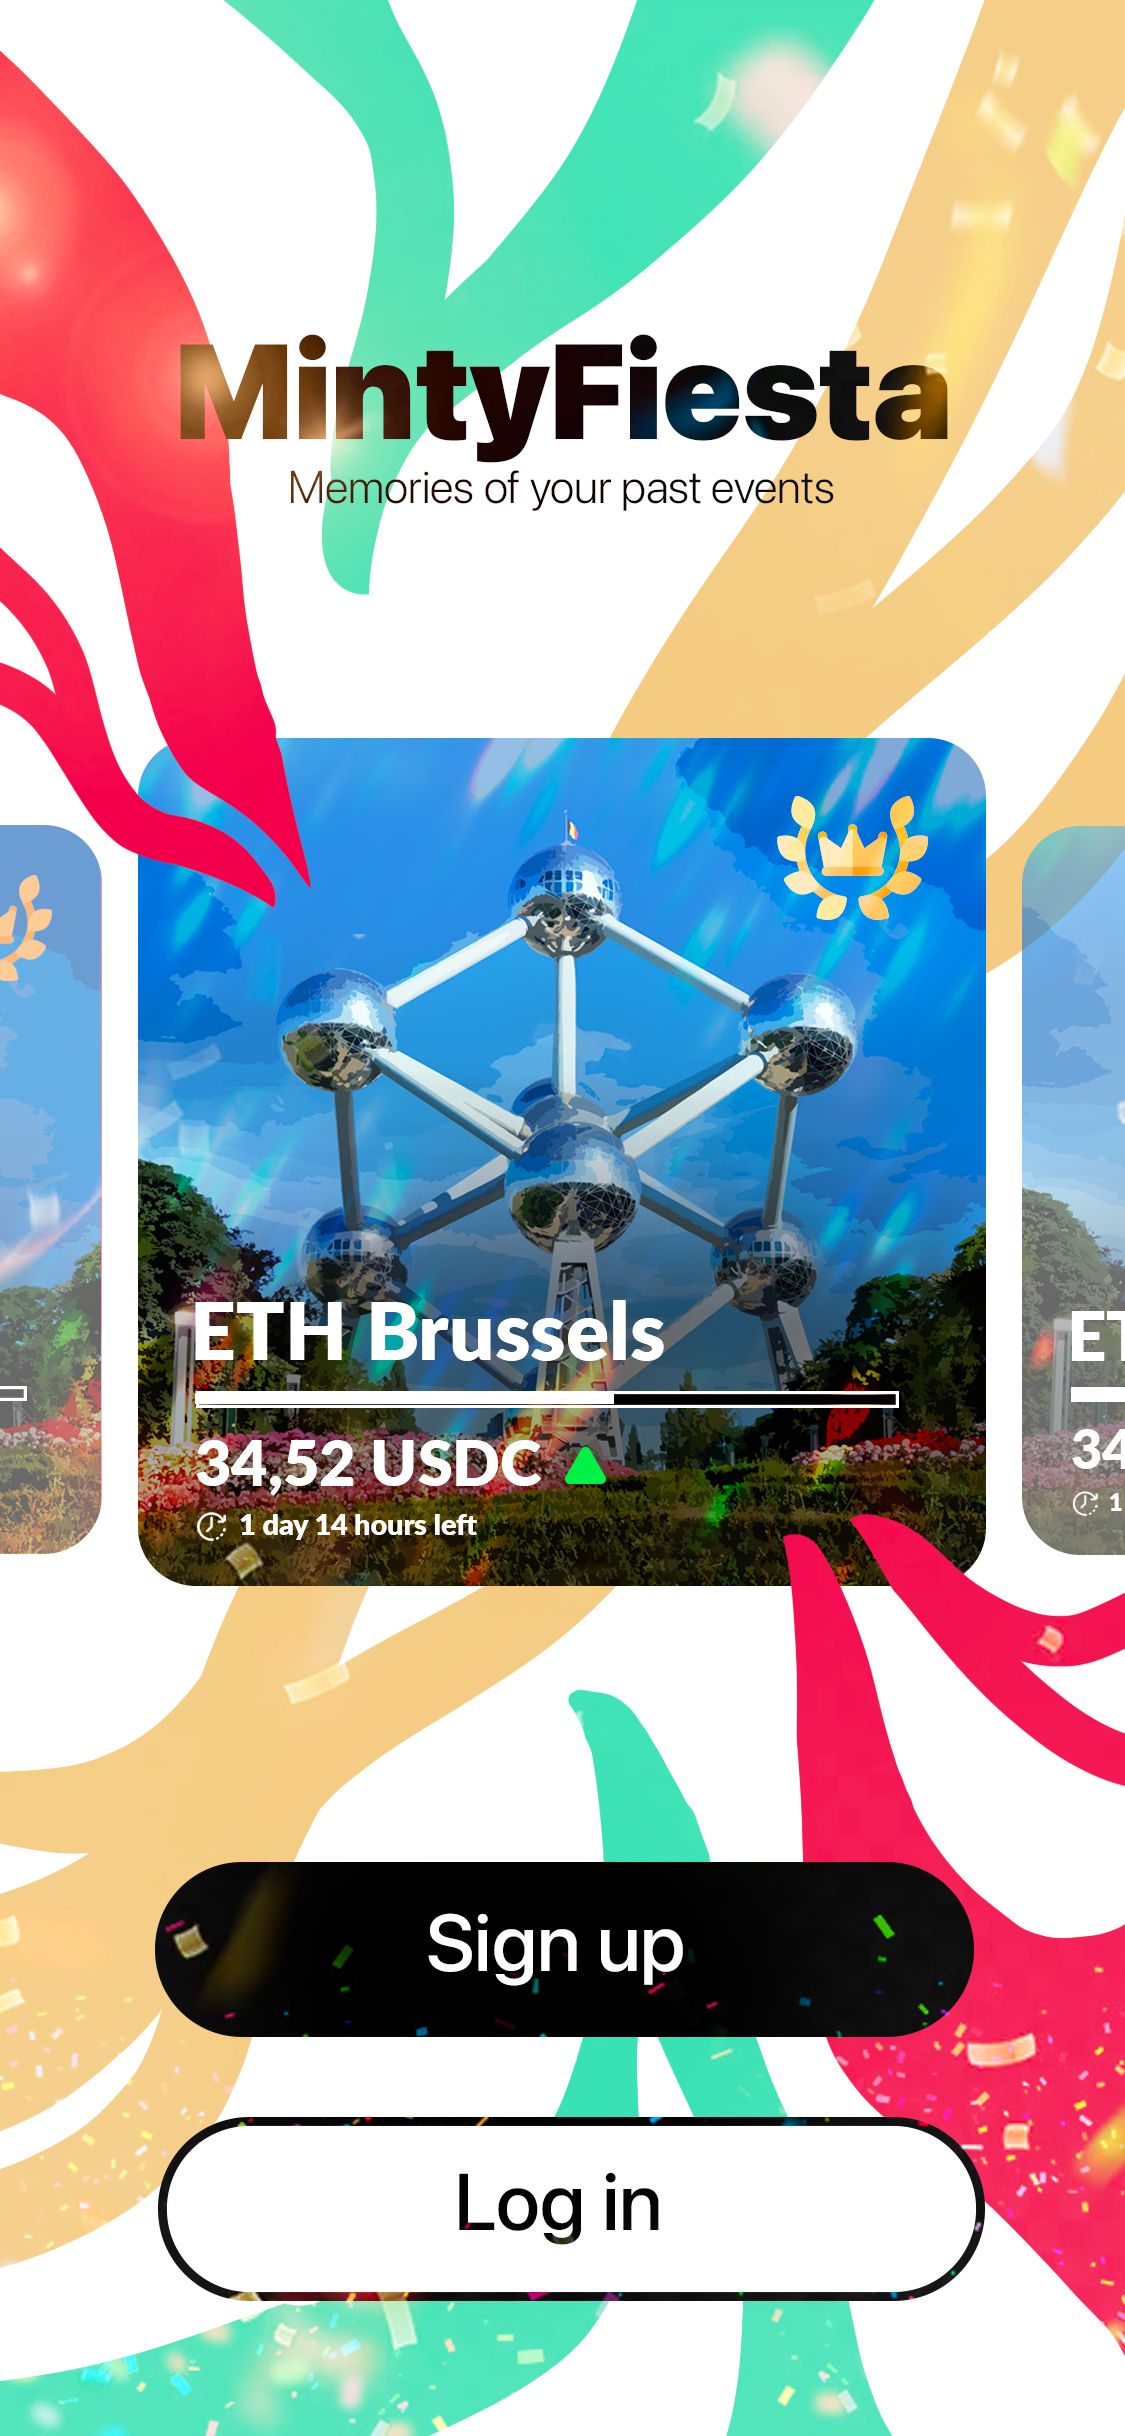 MintyFiesta
Memories of your past events
ETH Brussels
34,52 USDC
1 day 14 hours left
ET
34
1
Sign up
Log in